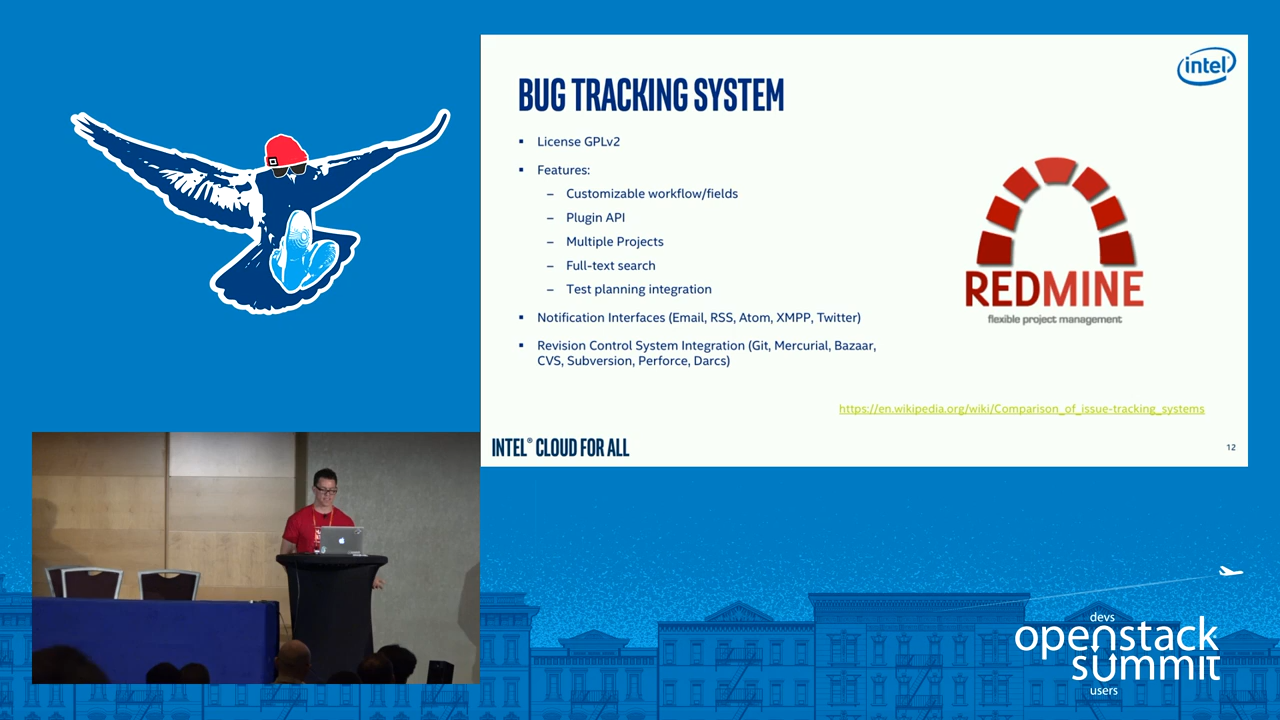 BUG TRACKING SYSTEM
intel
▪ License GPLv2
▪ Features:
– Customizable workflow/fields
– Plugin API
– Multiple Projects
– Full-text search
– Test planning integration
▪ Notification Interfaces (Email, RSS, Atom, XMPP, Twitter)
▪ Revision Control System Integration (Git, Mercurial, Bazaar,
CVS, Subversion, Perforce, Darcs)
REDMINE
flexible project management
https://en.wikipedia.org/wiki/Comparison_of_issue-tracking_systems
INTEL® CLOUD FOR ALL
12
devs
openstack
summit
users